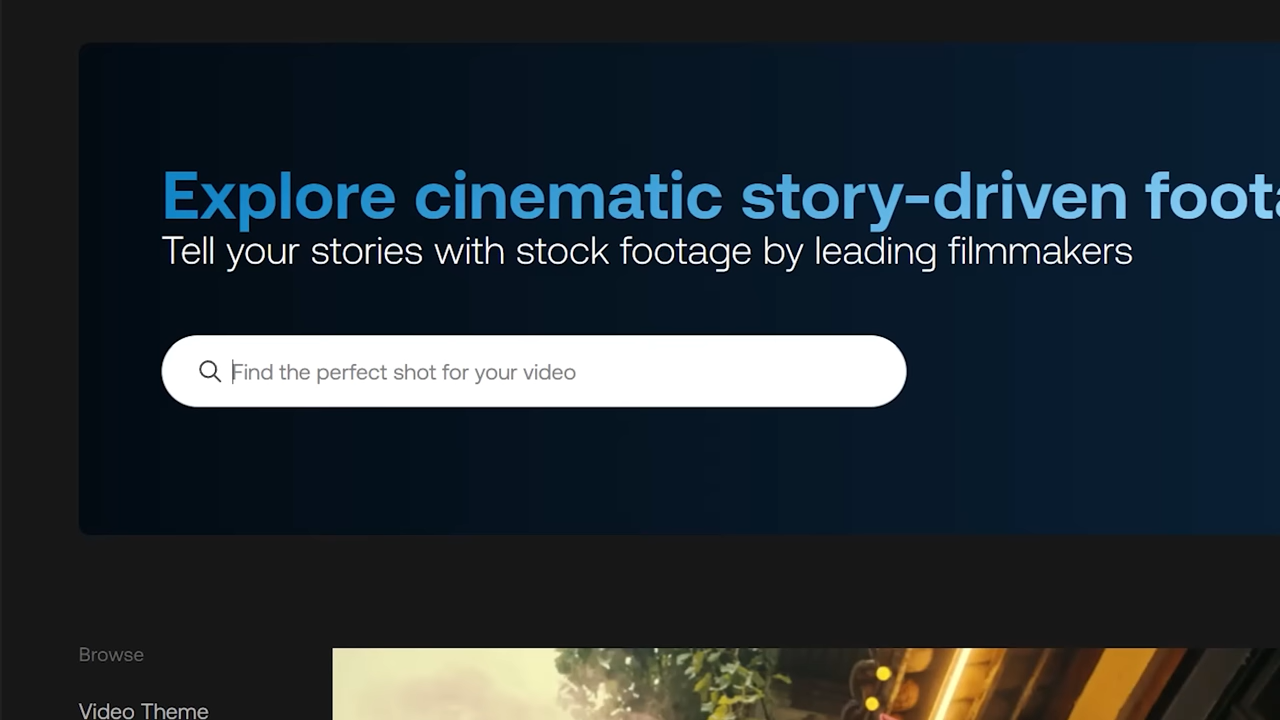 Explore cinematic story-driven
Tell your stories with stock footage by leading filmmakers
Find the perfect shot for your video
Browse
Video Theme